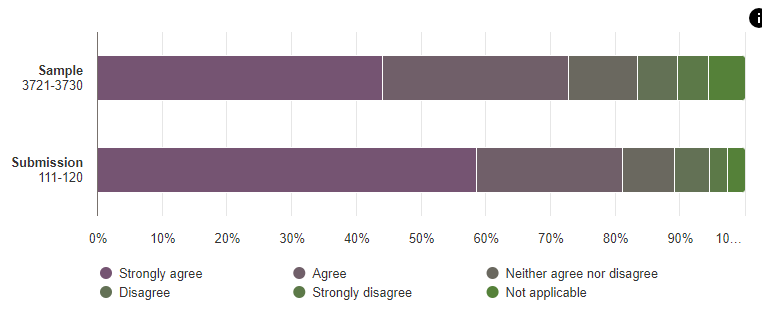 i
Sample
3721-3730
Submission
111-120
0% 10% 20% 30% 40% 50% 60% 70% 80% 90% 10...
Strongly agree Agree Neither agree nor disagree
Disagree Strongly disagree Not applicable